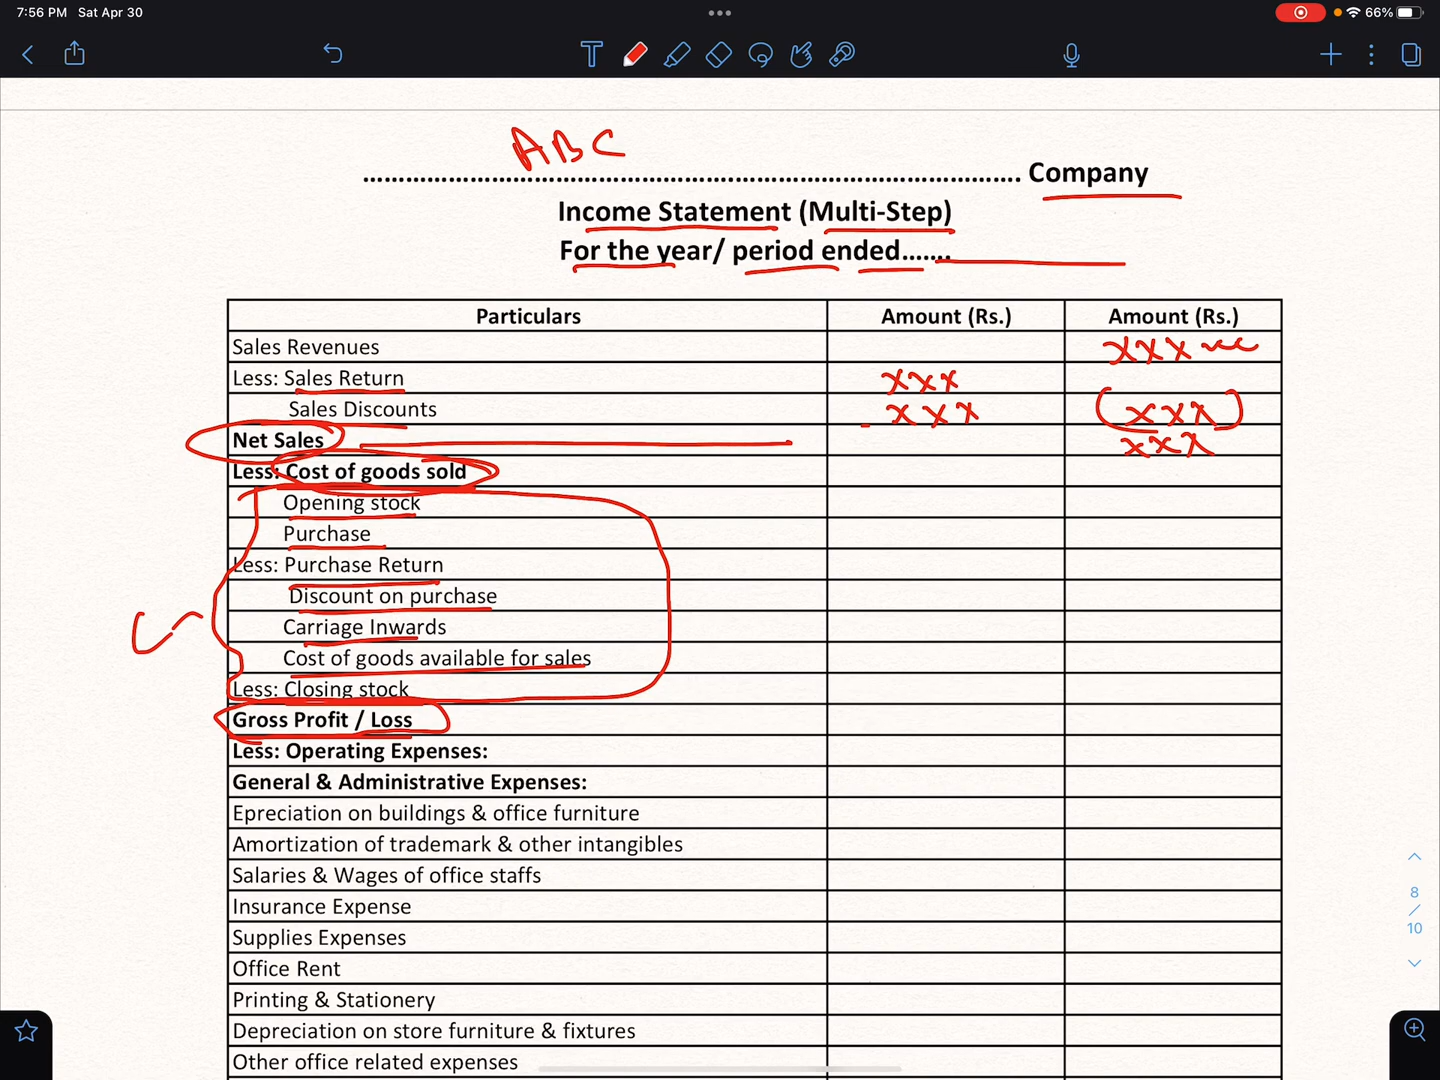 7:56 PM Sat Apr 30
66%
ABC
........................................................................................ Company
Income Statement (Multi-Step)
For the year/ period ended.......
Particulars Amount (Rs.) Amount (Rs.)
Sales Revenues xxx
Less: Sales Return xxx
Sales Discounts xxx (xxx)
Net Sales xxx
Less: Cost of goods sold
Opening stock
Purchase
Less: Purchase Return
Discount on purchase
Carriage Inwards
Cost of goods available for sales
Less: Closing stock
Gross Profit / Loss
Less: Operating Expenses:
General & Administrative Expenses:
Epreciation on buildings & office furniture
Amortization of trademark & other intangibles
Salaries & Wages of office staffs
Insurance Expense
Supplies Expenses
Office Rent
Printing & Stationery
Depreciation on store furniture & fixtures
Other office related expenses
8
/
10